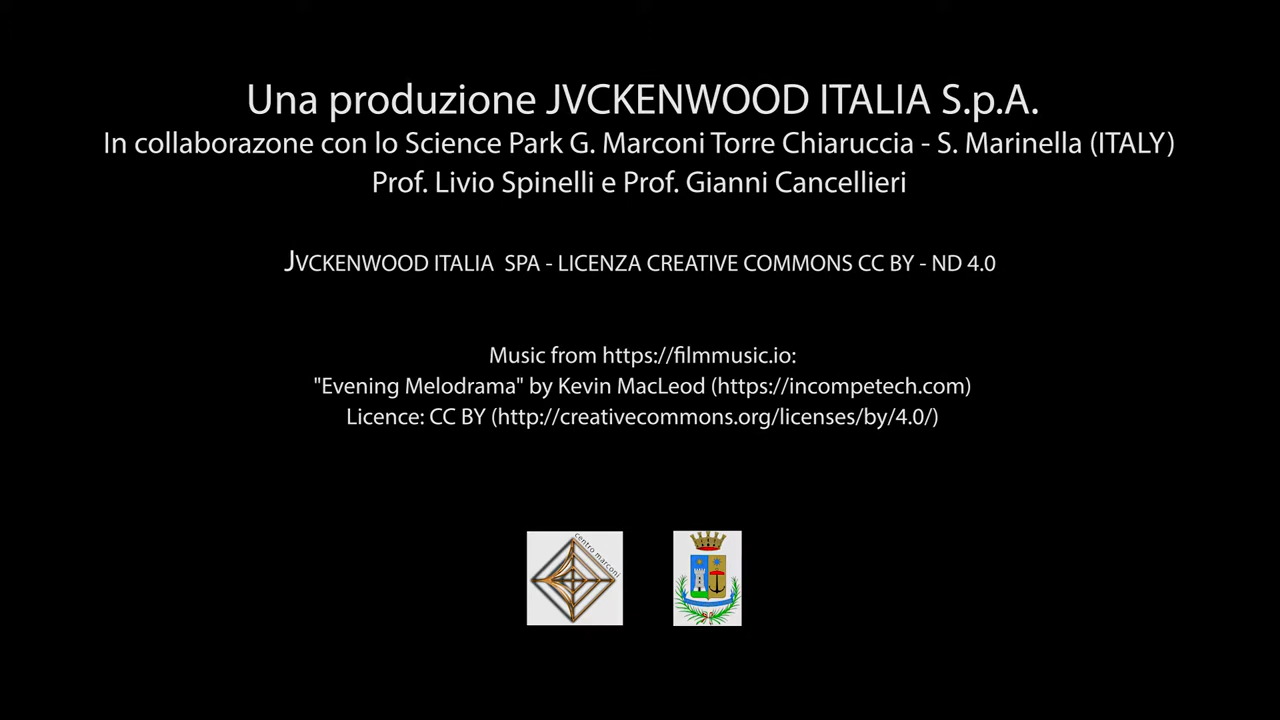 Una produzione JVCKENWOOD ITALIA S.p.A.
In collaborazone con lo Science Park G. Marconi Torre Chiaruccia - S. Marinella (ITALY)
Prof. Livio Spinelli e Prof. Gianni Cancellieri
JVCKENWOOD ITALIA SPA - LICENZA CREATIVE COMMONS CC BY - ND 4.0
Music from https://filmmusic.io:
"Evening Melodrama" by Kevin MacLeod (https://incompetech.com)
Licence: CC BY (http://creativecommons.org/licenses/by/4.0/)
centro marconi